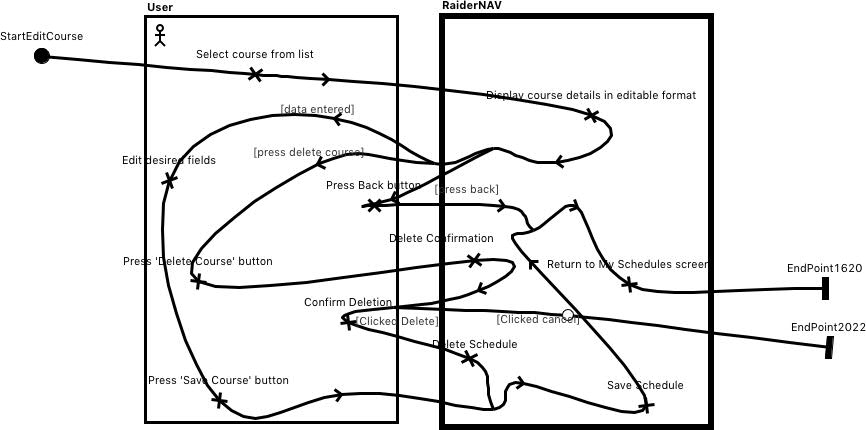 User
RaiderNAV
StartEditCourse
Select course from list
Display course details in editable format
[data entered]
[press delete course]
Edit desired fields
Press Back button
[press back]
Delete Confirmation
Press 'Delete Course' button
Return to My Schedules screen
EndPoint1620
Confirm Deletion
[Clicked Delete]
[Clicked cancel]
EndPoint2022
Delete Schedule
Press 'Save Course' button
Save Schedule